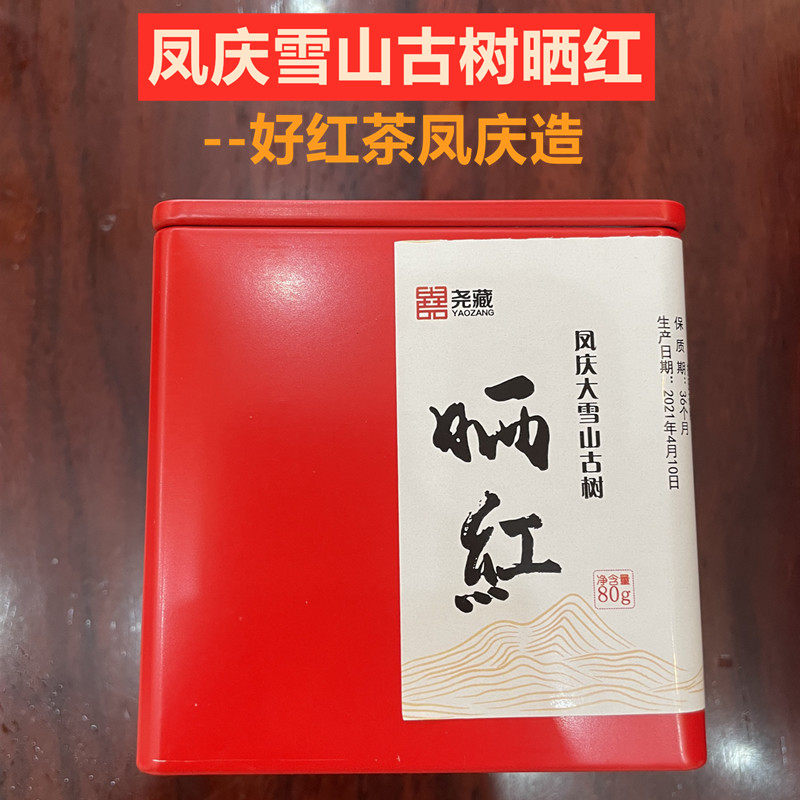 凤庆雪山古树晒红
--好红茶凤庆造
尧藏
YAOZANG
凤庆大雪山古树
晒紅
净含量
80g
保质期：36个月
生产日期：2021年4月10日